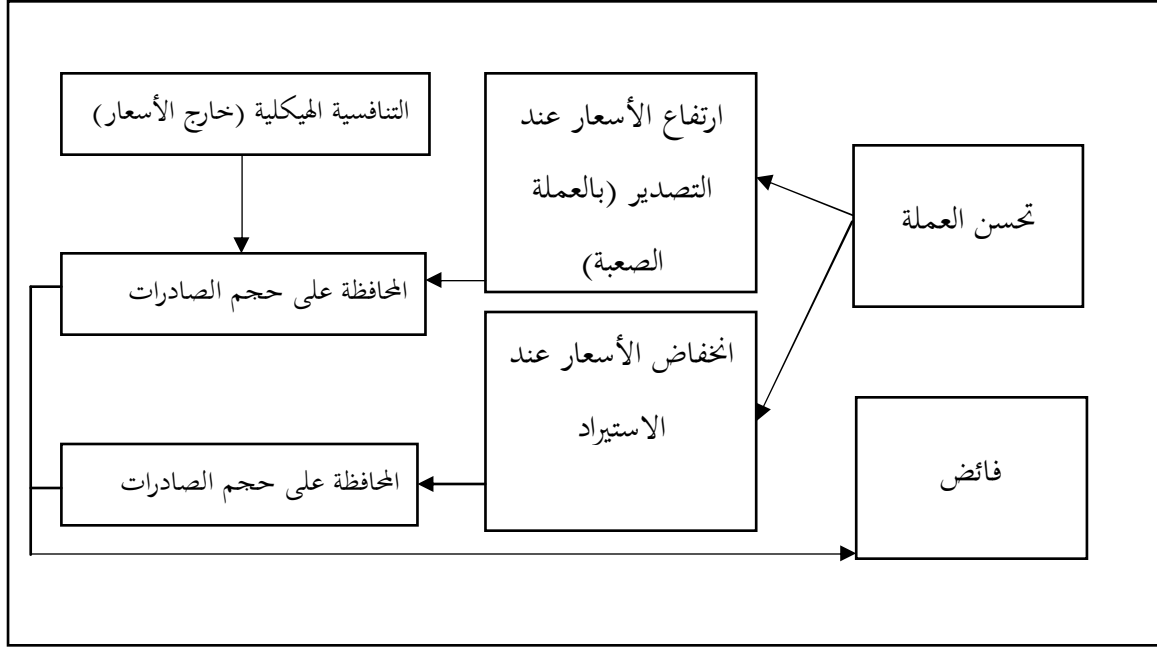 التنافسية الهيكلية (خارج الأسعار)
ارتفاع الأسعار عند
التصدير (بالعملة
الصعبة)
تحسن العملة
المحافظة على حجم الصادرات
انخفاض الأسعار عند
الاستيراد
المحافظة على حجم الصادرات
فائض